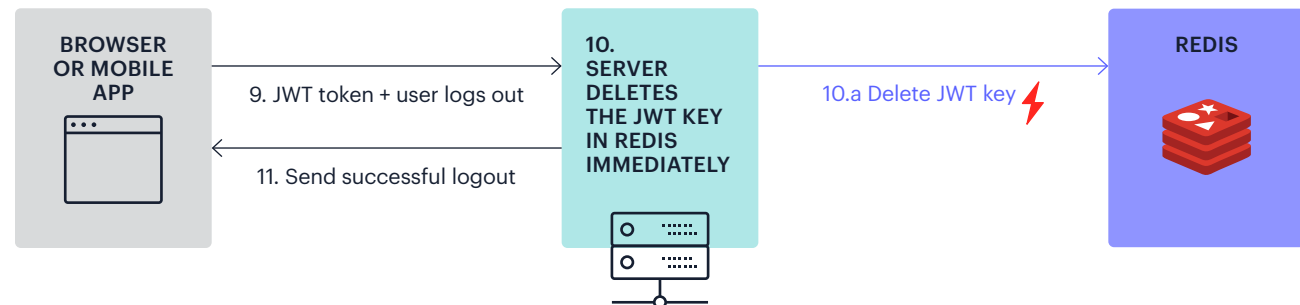 BROWSER
OR MOBILE
APP
9. JWT token + user logs out
11. Send successful logout
10.
SERVER
DELETES
THE JWT KEY
IN REDIS
IMMEDIATELY
10.a Delete JWT key
REDIS